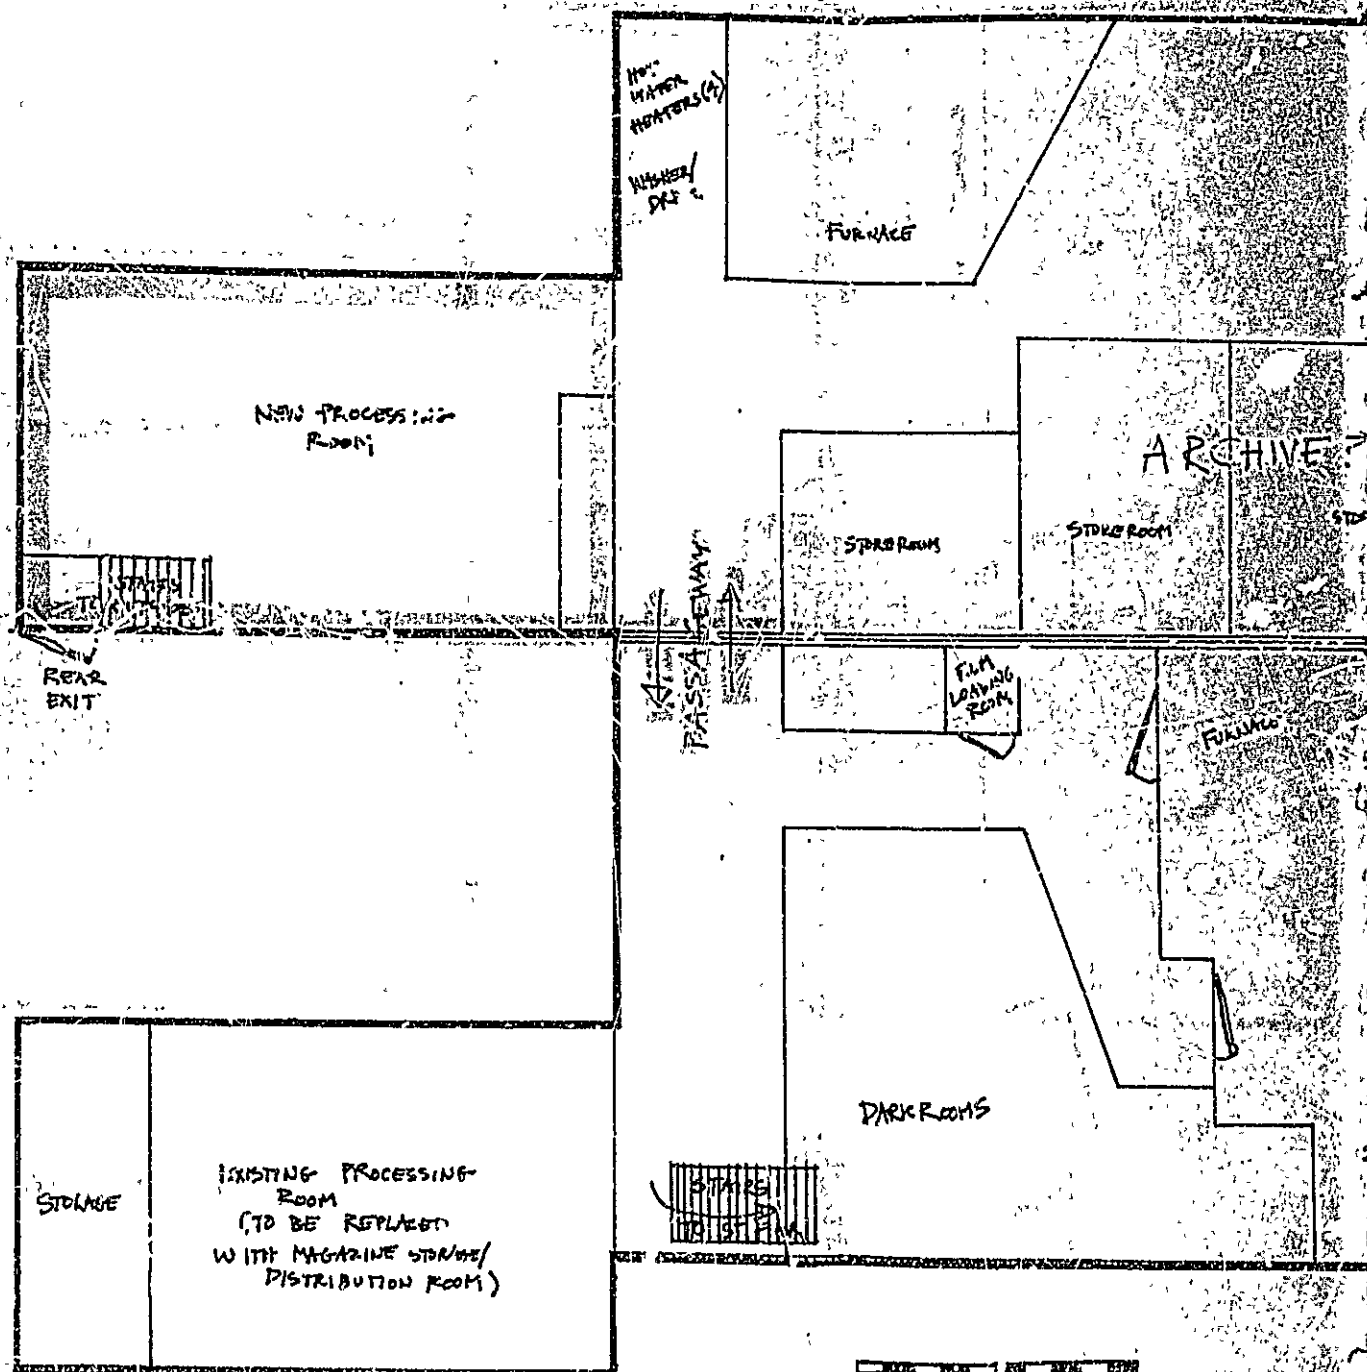 HOT
WATER
HEATERS (4)
WASHER/
FURNACE
NEW PROCESSING
ROOM
ARCHIVE?
STOREROOM
STOREROOM
STAIRS
PASSAGEWAY
REAR
EXIT
FILM
LOADING
ROOM
FURNACE
DARKROOMS
STORAGE
EXISTING PROCESSING
ROOM
(TO BE REPLACED
WITH MAGAZINE STORAGE/
DISTRIBUTION ROOM)
STAIRS